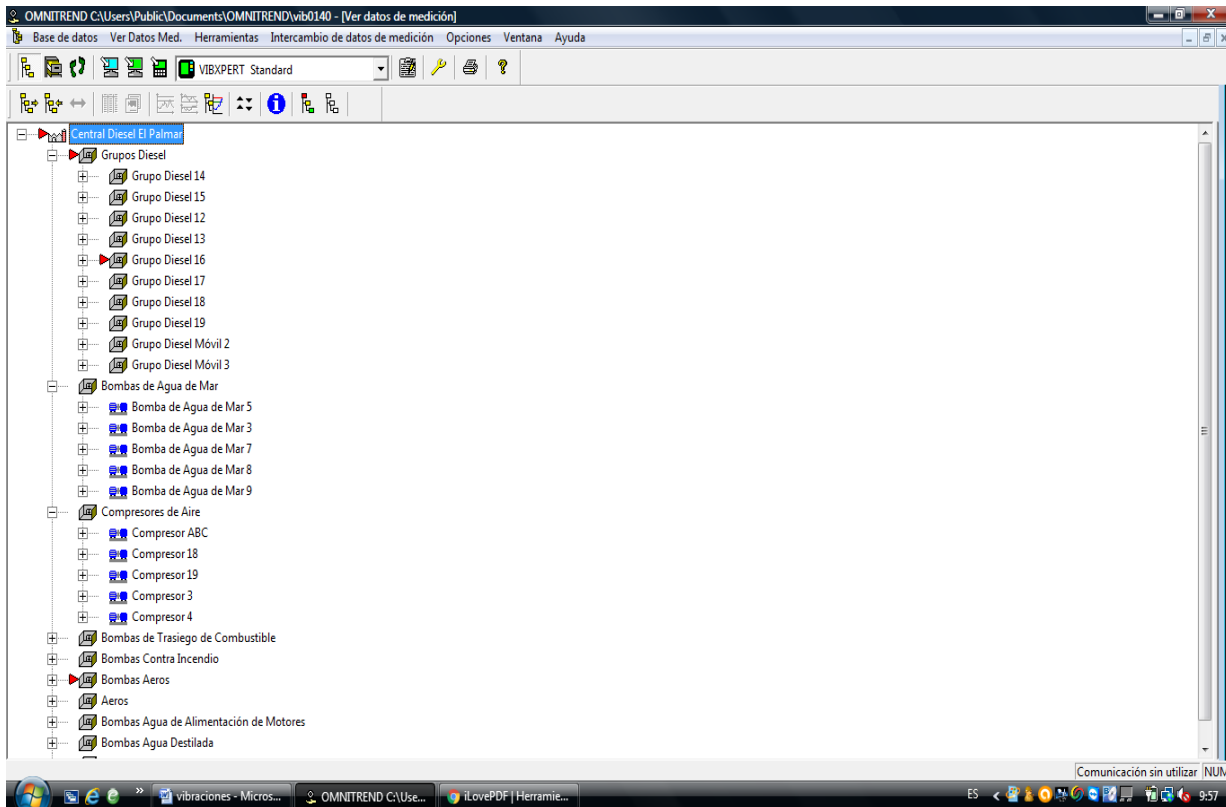 OMNITREND C:\Users\Public\Documents\OMNITREND\vib0140 - [Ver datos de medición]
Base de datos Ver Datos Med. Herramientas Intercambio de datos de medición Opciones Ventana Ayuda
VIBXPERT Standard
Central Diesel El Palmar
Grupos Diesel
Grupo Diesel 14
Grupo Diesel 15
Grupo Diesel 12
Grupo Diesel 13
Grupo Diesel 16
Grupo Diesel 17
Grupo Diesel 18
Grupo Diesel 19
Grupo Diesel Móvil 2
Grupo Diesel Móvil 3
Bombas de Agua de Mar
Bomba de Agua de Mar 5
Bomba de Agua de Mar 3
Bomba de Agua de Mar 7
Bomba de Agua de Mar 8
Bomba de Agua de Mar 9
Compresores de Aire
Compresor ABC
Compresor 18
Compresor 19
Compresor 3
Compresor 4
Bombas de Trasiego de Combustible
Bombas Contra Incendio
Bombas Aeros
Aeros
Bombas Agua de Alimentación de Motores
Bombas Agua Destilada
Comunicación sin utilizar NUM
vibraciones - Micros... OMNITREND C:\Use... iLovePDF | Herramie... ES 9:57